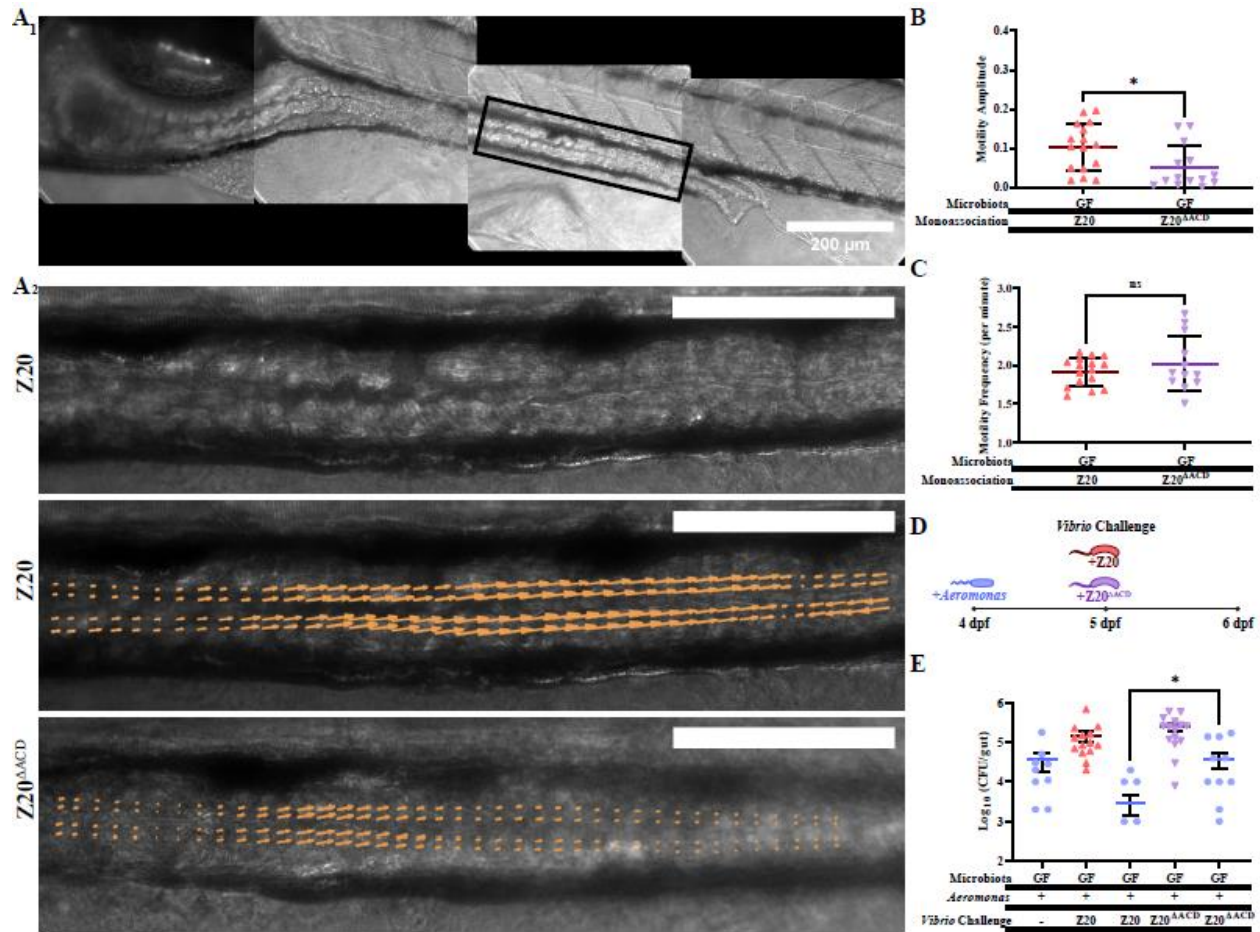 A1
200 μm
A2
Z20
Z20
Z20ΔACD
B
Motility Amplitude
0.4
0.3
0.2
0.1
0.0
*
Microbiota GF GF
Monoassociation Z20 Z20ΔACD
C
Motility Frequency (per minute)
3.0
2.5
2.0
1.5
1.0
ns
Microbiota GF GF
Monoassociation Z20 Z20ΔACD
D
Vibrio Challenge
+Z20
+Aeromonas +Z20ΔACD
4 dpf 5 dpf 6 dpf
E
Log10 (CFU/gut)
6
5
4
3
2
*
Microbiota GF GF GF GF GF
Aeromonas + + + + +
Vibrio Challenge - Z20 Z20 Z20ΔACD Z20ΔACD